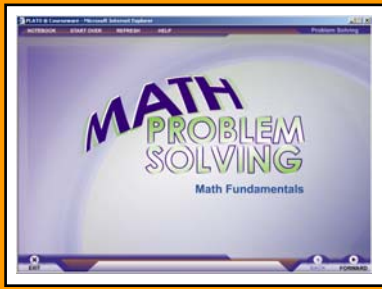 PLATO @ Courseware - Microsoft Internet Explorer
NOTEBOOK START OVER REFRESH HELP Problem Solving
MATH
PROBLEM
SOLVING
Math Fundamentals
EXIT BACK FORWARD